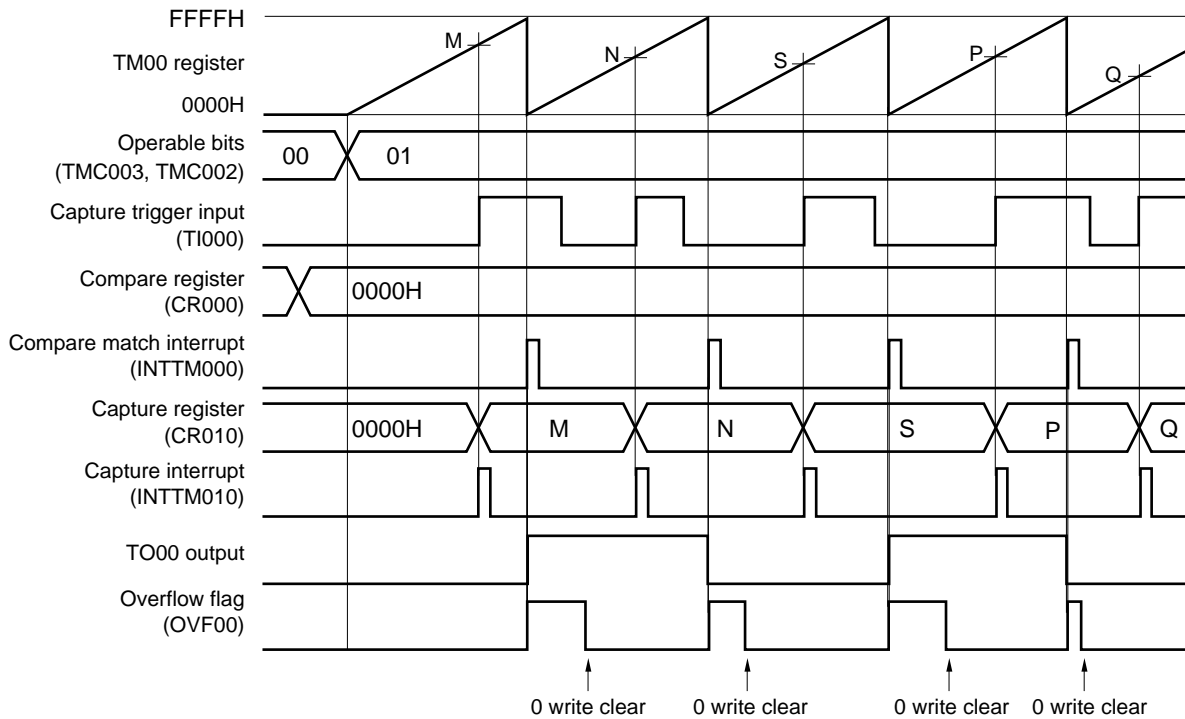 FFFFH
TM00 register
0000H
M N S P Q
Operable bits
(TMC003, TMC002)
00 01
Capture trigger input
(TI000)
Compare register
(CR000)
0000H
Compare match interrupt
(INTTM000)
Capture register
(CR010)
0000H M N S P Q
Capture interrupt
(INTTM010)
TO00 output
Overflow flag
(OVF00)
0 write clear 0 write clear 0 write clear 0 write clear